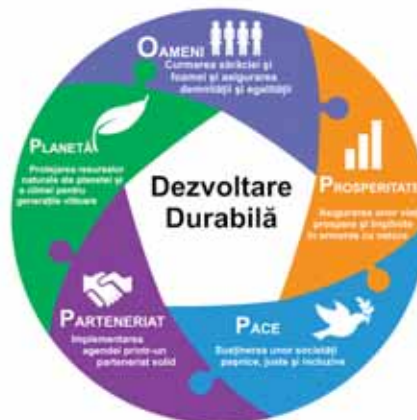 OAMENI
Curmarea sărăciei și
foamei și asigurarea
demnității și egalității
PROSPERITATE
Asigurarea unor vieți
prospere și împlinite
în armonie cu natura
PACE
Susținerea unor societăți
pașnice, juste și incluzive
PARTENERIAT
Implementarea
agendei printr-un
parteneriat solid
PLANETĂ
Protejarea resurselor
naturale de planetei și
a climei pentru
generațiile viitoare
Dezvoltare
Durabilă